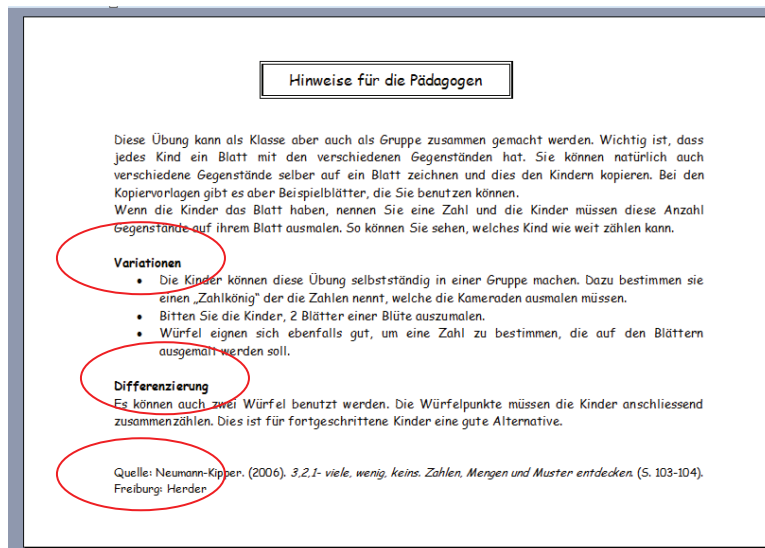 Hinweise für die Pädagogen
Diese Übung kann als Klasse aber auch als Gruppe zusammen gemacht werden. Wichtig ist, dass
jedes Kind ein Blatt mit den verschiedenen Gegenständen hat. Sie können natürlich auch
verschiedene Gegenstände selber auf ein Blatt zeichnen und dies den Kindern kopieren. Bei den
Kopiervorlagen gibt es aber Beispielblätter, die Sie benutzen können.
Wenn die Kinder das Blatt haben, nennen Sie eine Zahl und die Kinder müssen diese Anzahl
Gegenstände auf ihrem Blatt ausmalen. So können Sie sehen, welches Kind wie weit zählen kann.
Variationen
• Die Kinder können diese Übung selbstständig in einer Gruppe machen. Dazu bestimmen sie
einen „Zahlkönig" der die Zahlen nennt, welche die Kameraden ausmalen müssen.
• Bitten Sie die Kinder, 2 Blätter einer Blüte auszumalen.
• Würfel eignen sich ebenfalls gut, um eine Zahl zu bestimmen, die auf den Blättern
ausgemalt werden soll.
Differenzierung
Es können auch zwei Würfel benutzt werden. Die Würfelpunkte müssen die Kinder anschliessend
zusammenzählen. Dies ist für fortgeschrittene Kinder eine gute Alternative.
Quelle: Neumann-Kipper. (2006). 3,2,1- viele, wenig, keins. Zahlen, Mengen und Muster entdecken. (S. 103-104).
Freiburg: Herder